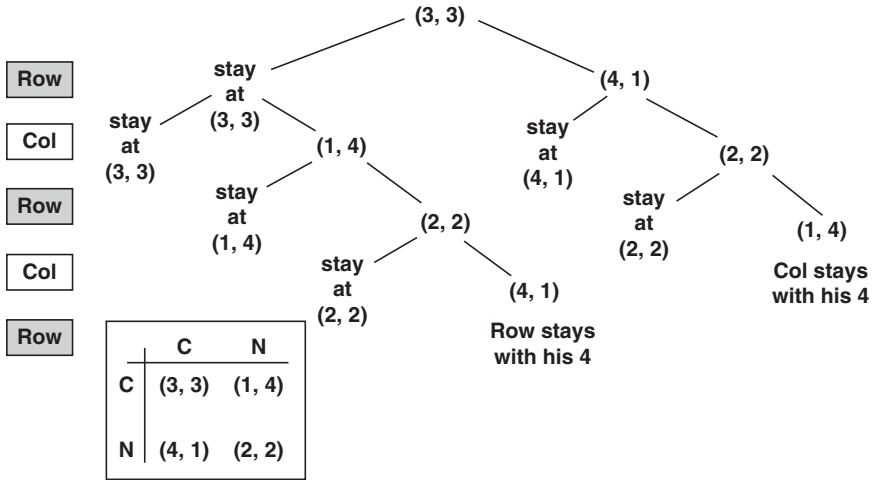 (3, 3)
Row
stay
at
(3, 3)
(4, 1)
Col
stay
at
(3, 3)
(1, 4)
stay
at
(4, 1)
(2, 2)
Row
stay
at
(1, 4)
(2, 2)
stay
at
(2, 2)
(1, 4)
Col stays
with his 4
Col
stay
at
(2, 2)
(4, 1)
Row stays
with his 4
Row
C N
C (3, 3) (1, 4)
N (4, 1) (2, 2)